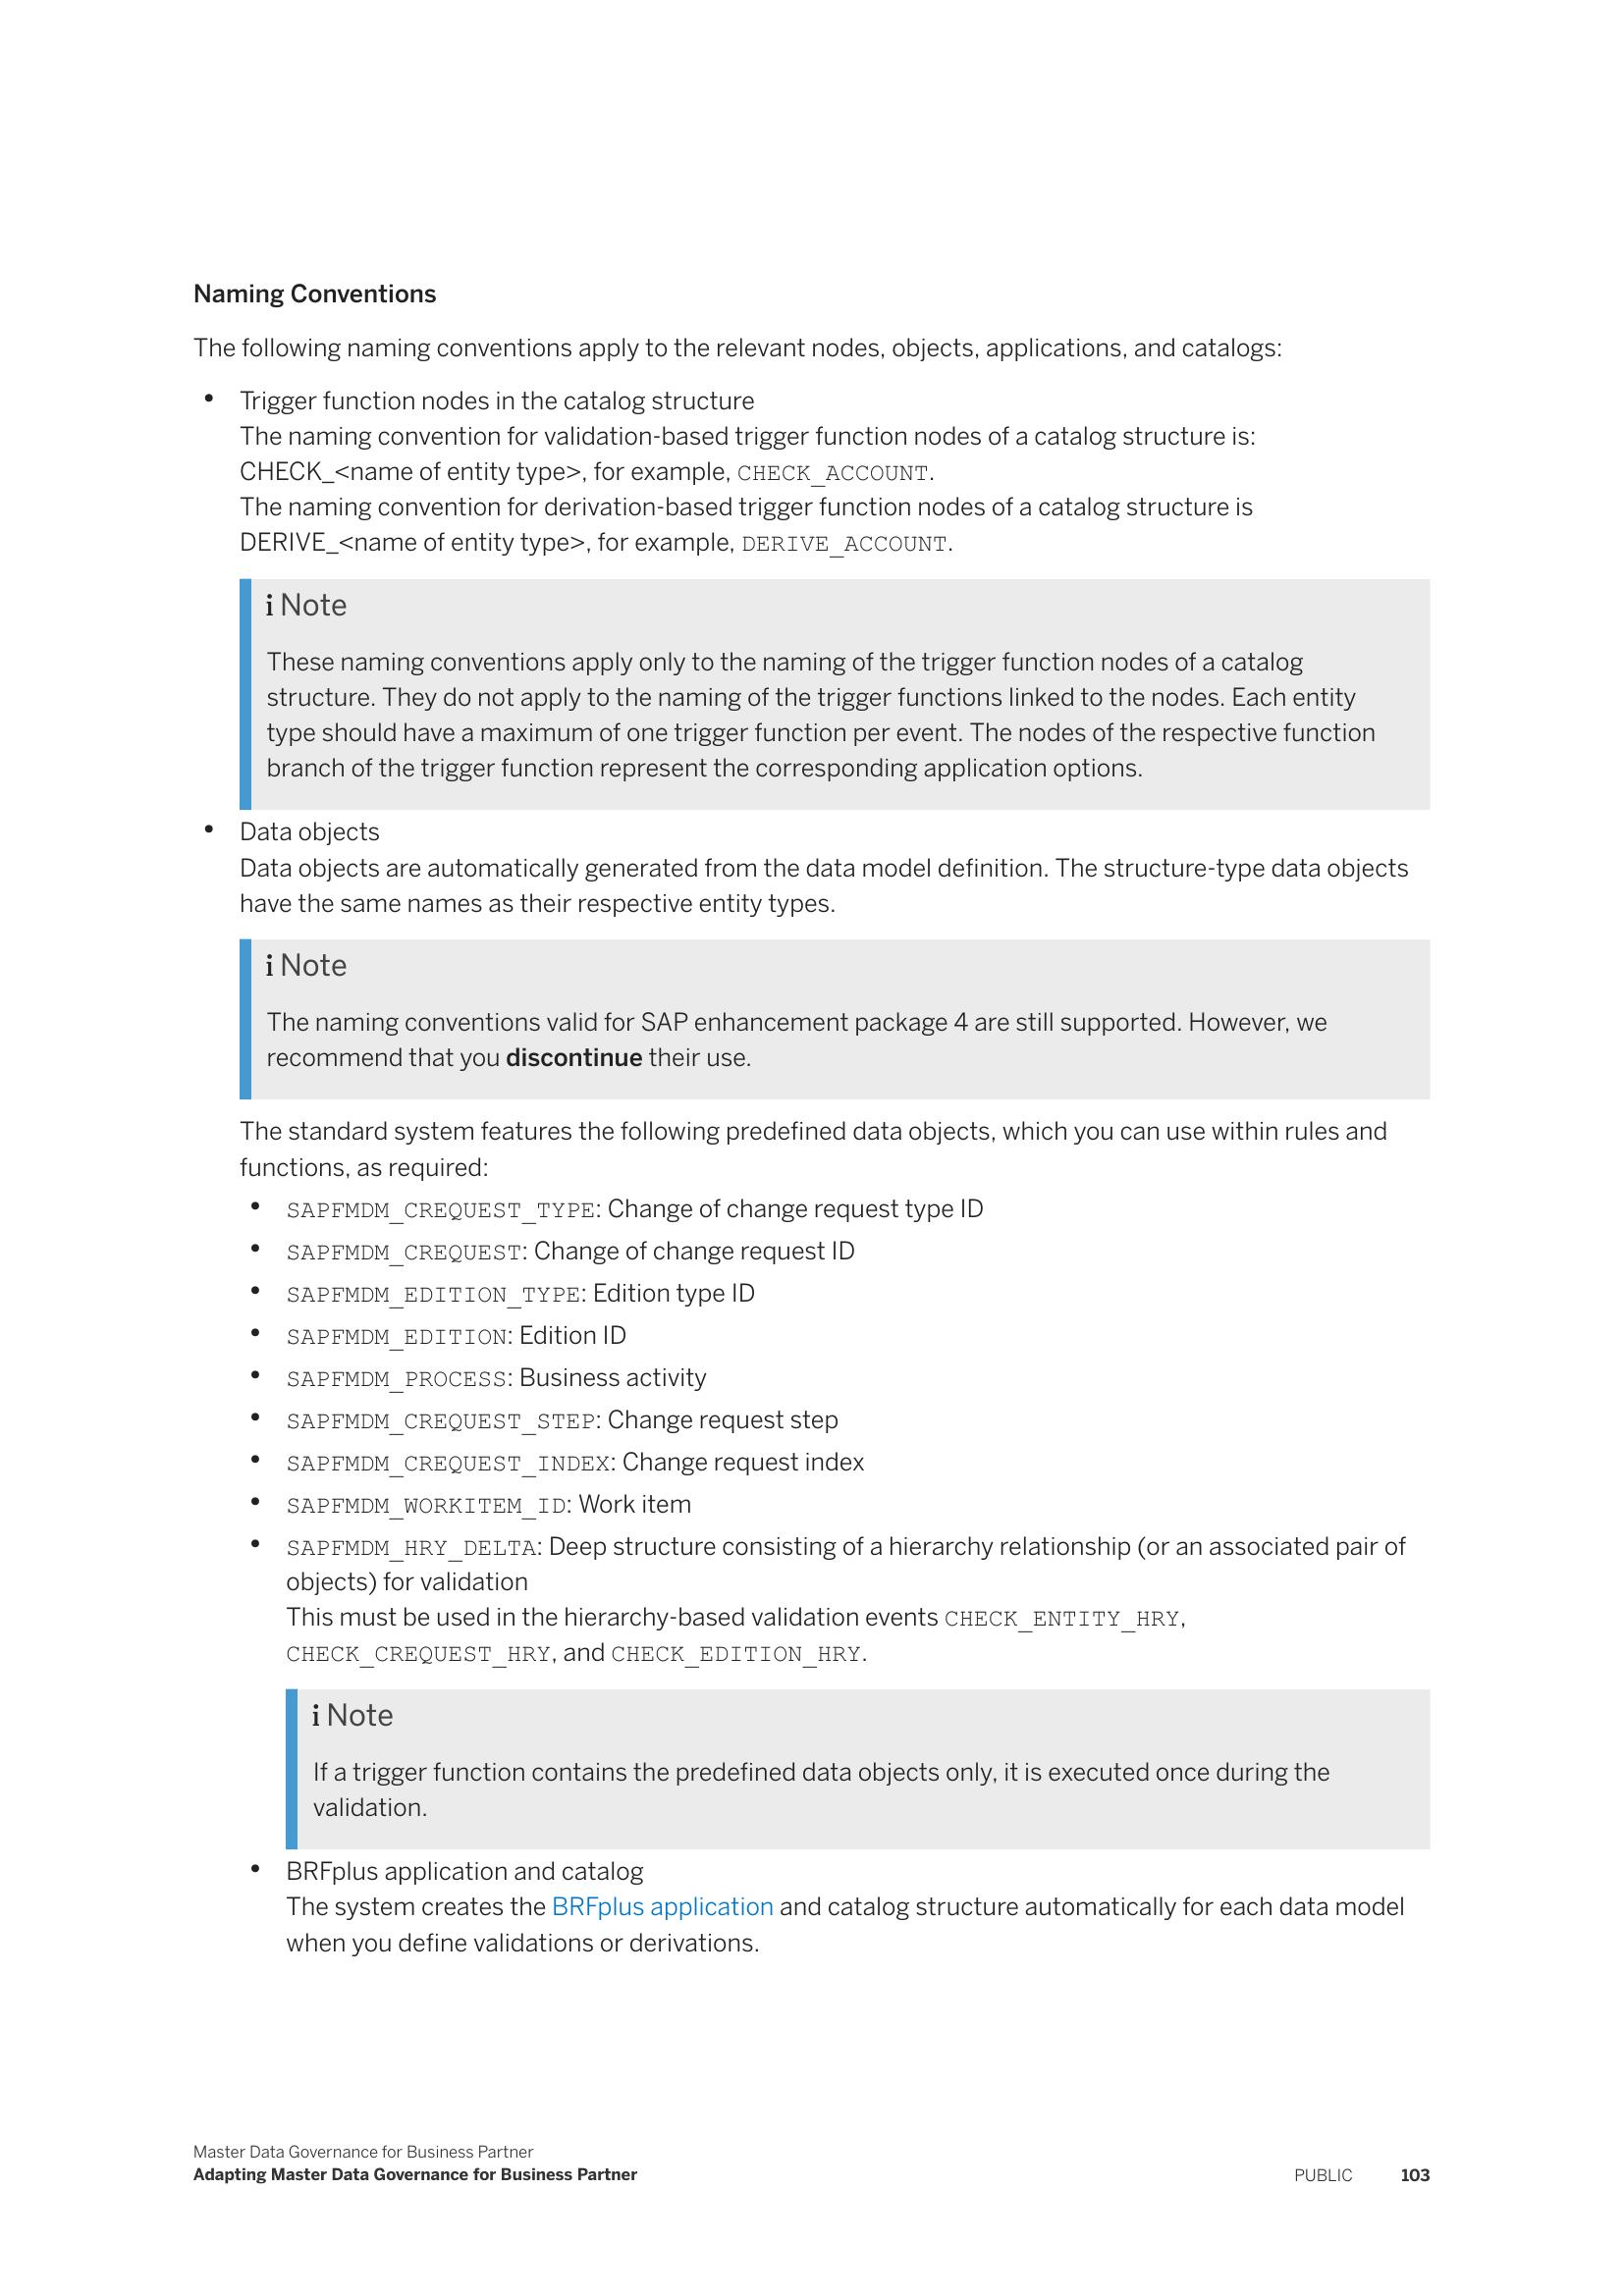 Naming Conventions
The following naming conventions apply to the relevant nodes, objects, applications, and catalogs:
• Trigger function nodes in the catalog structure
The naming convention for validation-based trigger function nodes of a catalog structure is:
CHECK_<name of entity type>, for example, CHECK_ACCOUNT.
The naming convention for derivation-based trigger function nodes of a catalog structure is
DERIVE_<name of entity type>, for example, DERIVE_ACCOUNT.
i Note
These naming conventions apply only to the naming of the trigger function nodes of a catalog
structure. They do not apply to the naming of the trigger functions linked to the nodes. Each entity
type should have a maximum of one trigger function per event. The nodes of the respective function
branch of the trigger function represent the corresponding application options.
• Data objects
Data objects are automatically generated from the data model definition. The structure-type data objects
have the same names as their respective entity types.
i Note
The naming conventions valid for SAP enhancement package 4 are still supported. However, we
recommend that you discontinue their use.
The standard system features the following predefined data objects, which you can use within rules and
functions, as required:
• SAPFMDM_CREQUEST_TYPE: Change of change request type ID
• SAPFMDM_CREQUEST: Change of change request ID
• SAPFMDM_EDITION_TYPE: Edition type ID
• SAPFMDM_EDITION: Edition ID
• SAPFMDM_PROCESS: Business activity
• SAPFMDM_CREQUEST_STEP: Change request step
• SAPFMDM_CREQUEST_INDEX: Change request index
• SAPFMDM_WORKITEM_ID: Work item
• SAPFMDM_HRY_DELTA: Deep structure consisting of a hierarchy relationship (or an associated pair of
objects) for validation
This must be used in the hierarchy-based validation events CHECK_ENTITY_HRY,
CHECK_CREQUEST_HRY, and CHECK_EDITION_HRY.
i Note
If a trigger function contains the predefined data objects only, it is executed once during the
validation.
• BRFplus application and catalog
The system creates the BRFplus application and catalog structure automatically for each data model
when you define validations or derivations.
Master Data Governance for Business Partner
Adapting Master Data Governance for Business Partner
PUBLIC 103